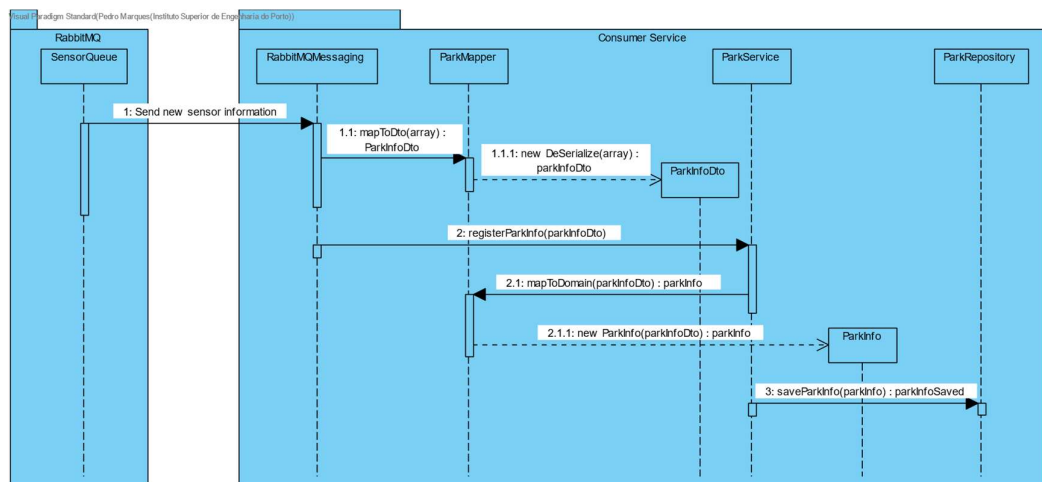 Visual Paradigm Standard(Pedro Marques(Instituto Superior de Engenharia do Porto))
RabbitMQ
Consumer Service
SensorQueue
RabbitMQMessaging
ParkMapper
ParkService
ParkRepository
1: Send new sensor information
1.1: mapToDto(array) :
ParkInfoDto
1.1.1: new DeSerialize(array) :
parkInfoDto
ParkInfoDto
2: registerParkInfo(parkInfoDto)
2.1: mapToDomain(parkInfoDto) : parkInfo
2.1.1: new ParkInfo(parkInfoDto) : parkInfo
ParkInfo
3: saveParkInfo(parkInfo) : parkInfoSaved